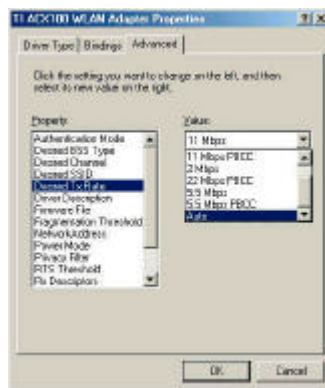 TI ACX100 WLAN Adapter Properties
Driver Type Bindings Advanced
Click the setting you want to change on the left, and then
select its new value on the right.
Property:
Value:
Authentication Mode
Desired BSS Type
Desired Channel
Desired SSID
Desired Tx Rate
Driver Description
Firmware File
Fragmentation Threshold
NetworkAddress
Power Mode
Privacy Filter
RTS Threshold
Rx Descriptors
11 Mbps
11 Mbps PBCC
2 Mbps
22 Mbps PBCC
5.5 Mbps
5.5 Mbps PBCC
Auto
OK Cancel